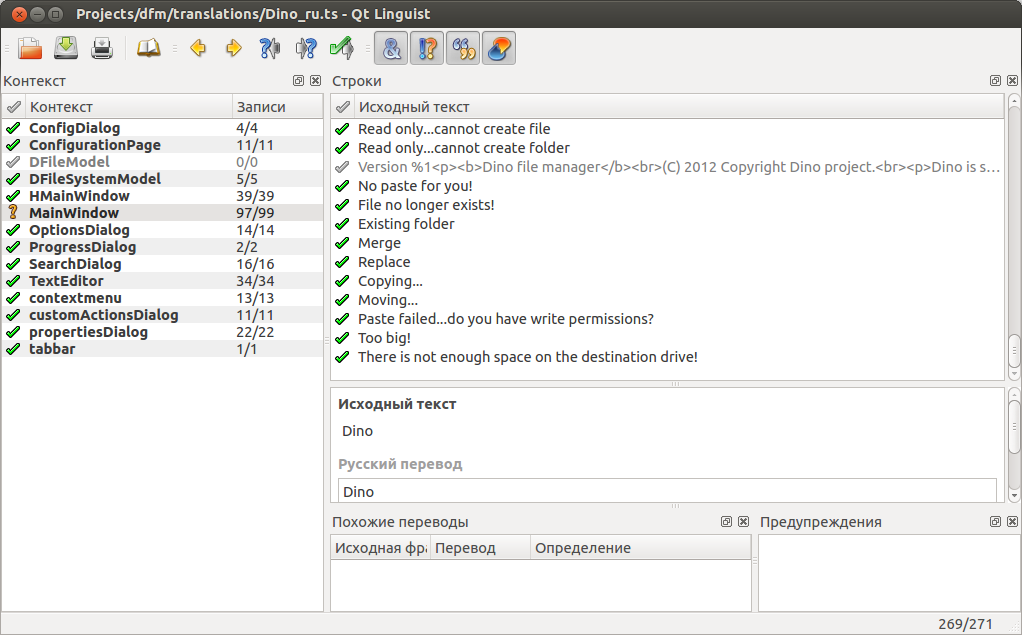 Projects/dfm/translations/Dino_ru.ts - Qt Linguist
Контекст
Контекст Записи
ConfigDialog 4/4
ConfigurationPage 11/11
DFileModel 0/0
DFileSystemModel 5/5
HMainWindow 39/39
MainWindow 97/99
OptionsDialog 14/14
ProgressDialog 2/2
SearchDialog 16/16
TextEditor 34/34
contextmenu 13/13
customActionsDialog 11/11
propertiesDialog 22/22
tabbar 1/1
Строки
Исходный текст
Read only...cannot create file
Read only...cannot create folder
Version %1<p><b>Dino File manager</b><br>(C) 2012 Copyright Dino project.<br><p>Dino is s...
No paste for you!
File no longer exists!
Existing folder
Merge
Replace
Copying...
Moving...
Paste failed...do you have write permissions?
Too big!
There is not enough space on the destination drive!
Исходный текст
Dino
Русский перевод
Dino
Похожие переводы
Исходная фра Перевод Определение
Предупреждения
269/271